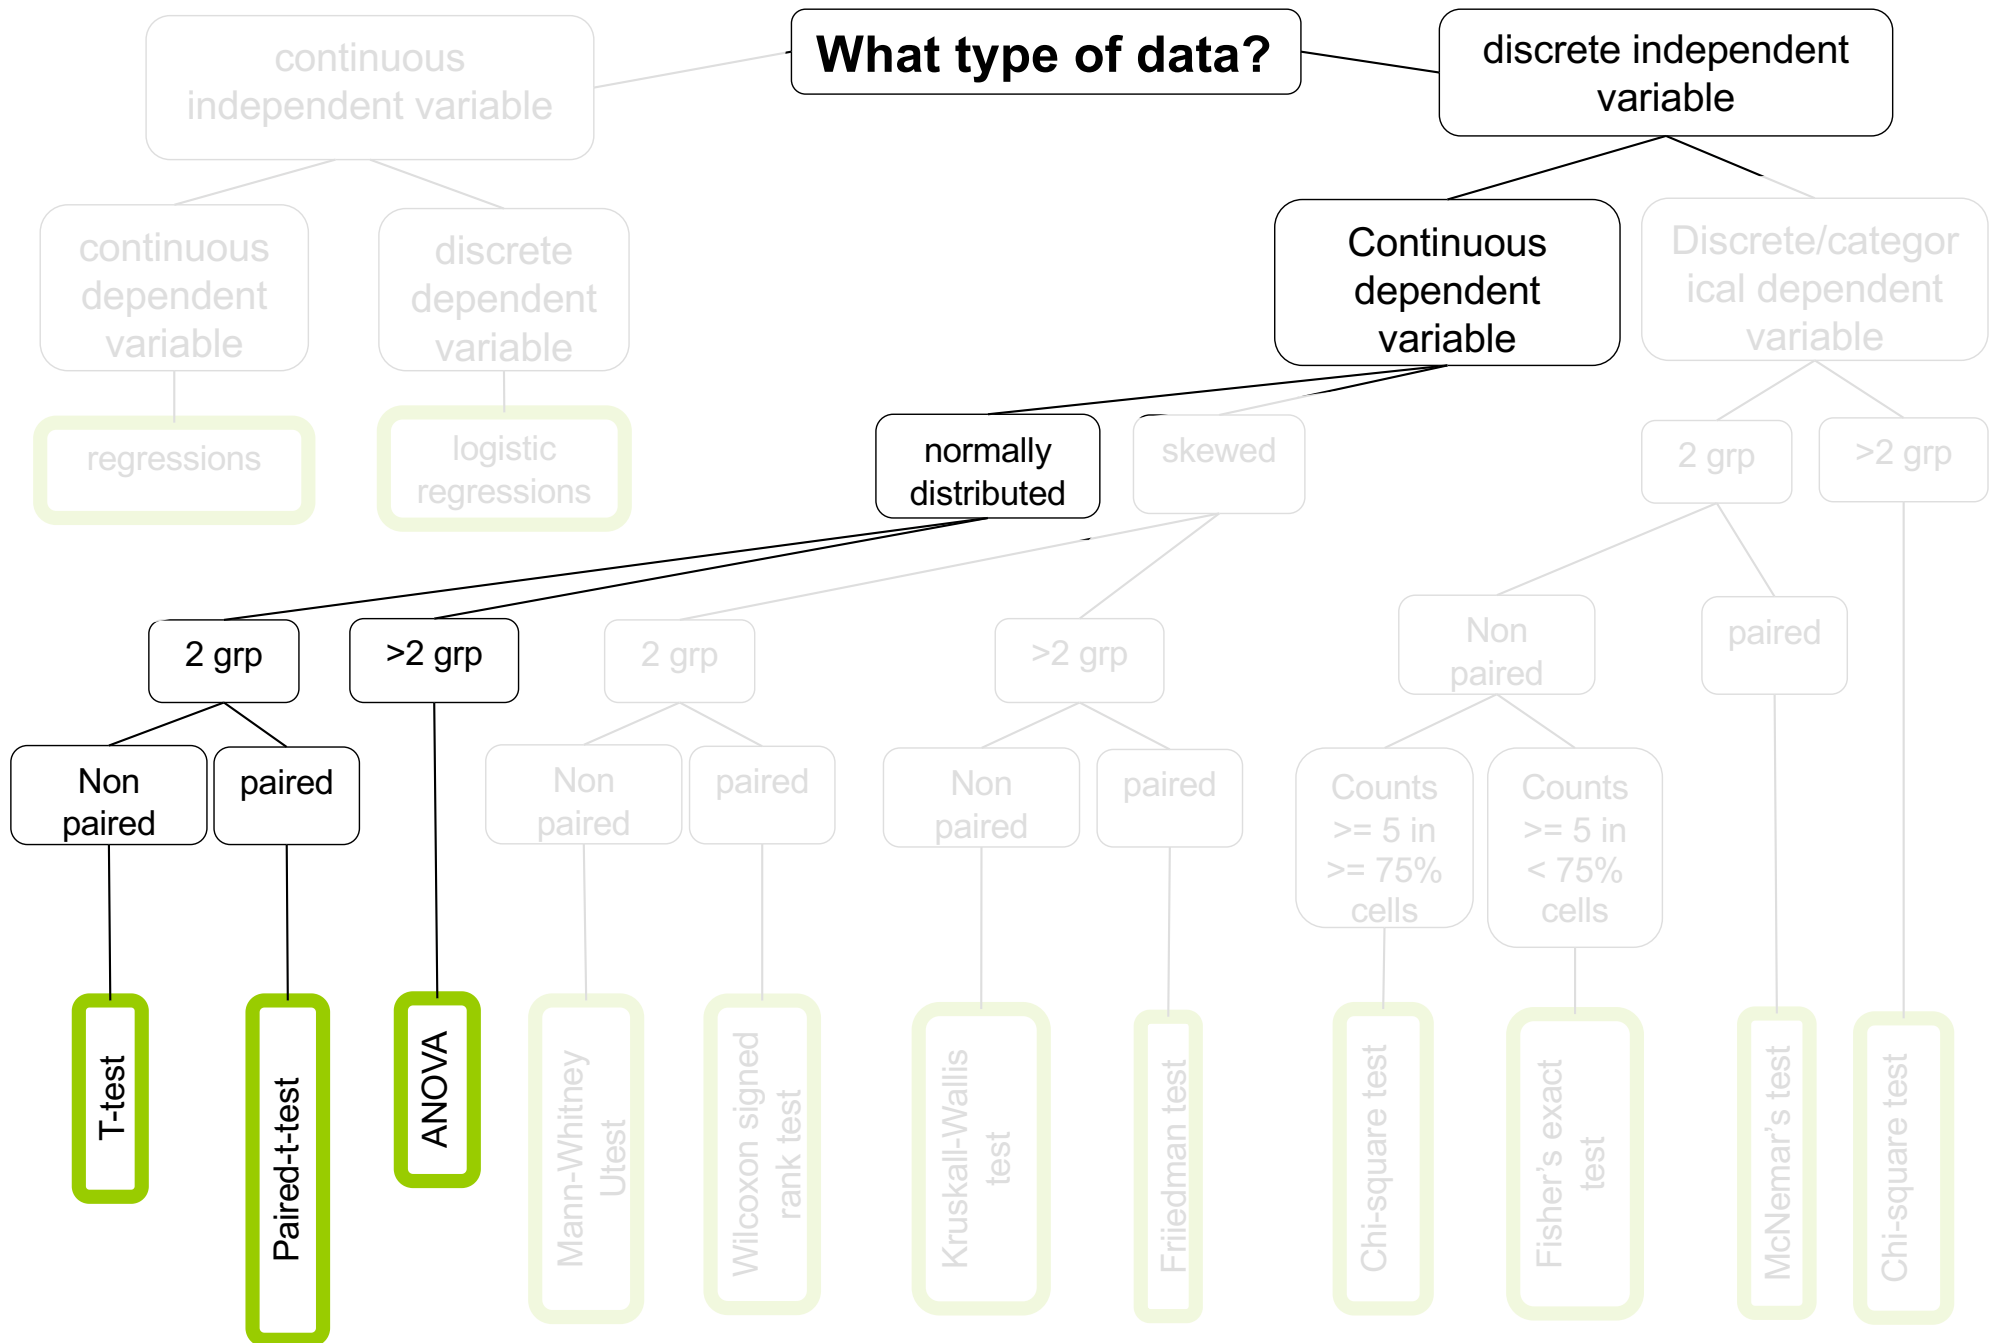 What type of data?
continuous
independent variable
discrete independent
variable
continuous
dependent
variable
discrete
dependent
variable
Continuous
dependent
variable
Discrete/categor
ical dependent
variable
regressions
logistic
regressions
normally
distributed
skewed
2 grp
>2 grp
2 grp
>2 grp
2 grp
>2 grp
Non
paired
paired
Non
paired
paired
Non
paired
paired
Non
paired
paired
Counts
>= 5 in
>= 75%
cells
Counts
>= 5 in
< 75%
cells
T-test
Paired-t-test
ANOVA
Mann-Whitney
Utest
Wilcoxon signed
rank test
Kruskall-Wallis
test
Friiedman test
Chi-square test
Fisher’s exact
test
McNemar’s test
Chi-square test